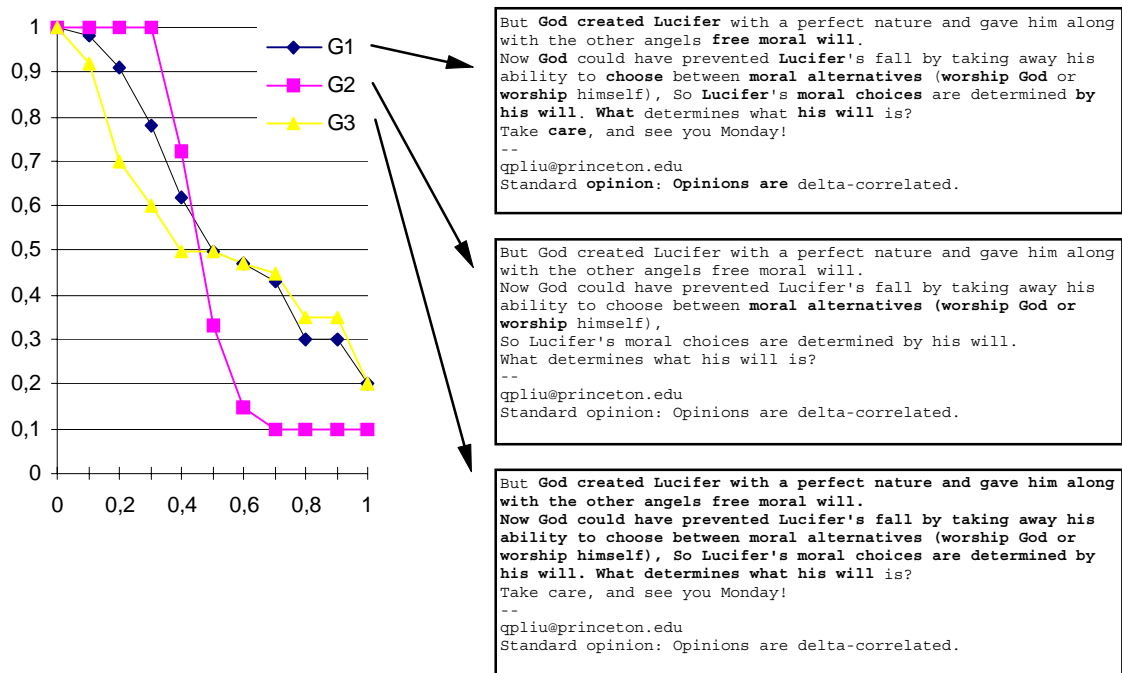 1
0,9
0,8
0,7
0,6
0,5
0,4
0,3
0,2
0,1
0
0 0,2 0,4 0,6 0,8 1
G1
G2
G3
But God created Lucifer with a perfect nature and gave him along
with the other angels free moral will.
Now God could have prevented Lucifer's fall by taking away his
ability to choose between moral alternatives (worship God or
worship himself), So Lucifer's moral choices are determined by
his will. What determines what his will is?
Take care, and see you Monday!
--
qpliu@princeton.edu
Standard opinion: Opinions are delta-correlated.
But God created Lucifer with a perfect nature and gave him along
with the other angels free moral will.
Now God could have prevented Lucifer's fall by taking away his
ability to choose between moral alternatives (worship God or
worship himself),
So Lucifer's moral choices are determined by his will.
What determines what his will is?
--
qpliu@princeton.edu
Standard opinion: Opinions are delta-correlated.
But God created Lucifer with a perfect nature and gave him along
with the other angels free moral will.
Now God could have prevented Lucifer's fall by taking away his
ability to choose between moral alternatives (worship God or
worship himself), So Lucifer's moral choices are determined by
his will. What determines what his will is?
Take care, and see you Monday!
--
qpliu@princeton.edu
Standard opinion: Opinions are delta-correlated.